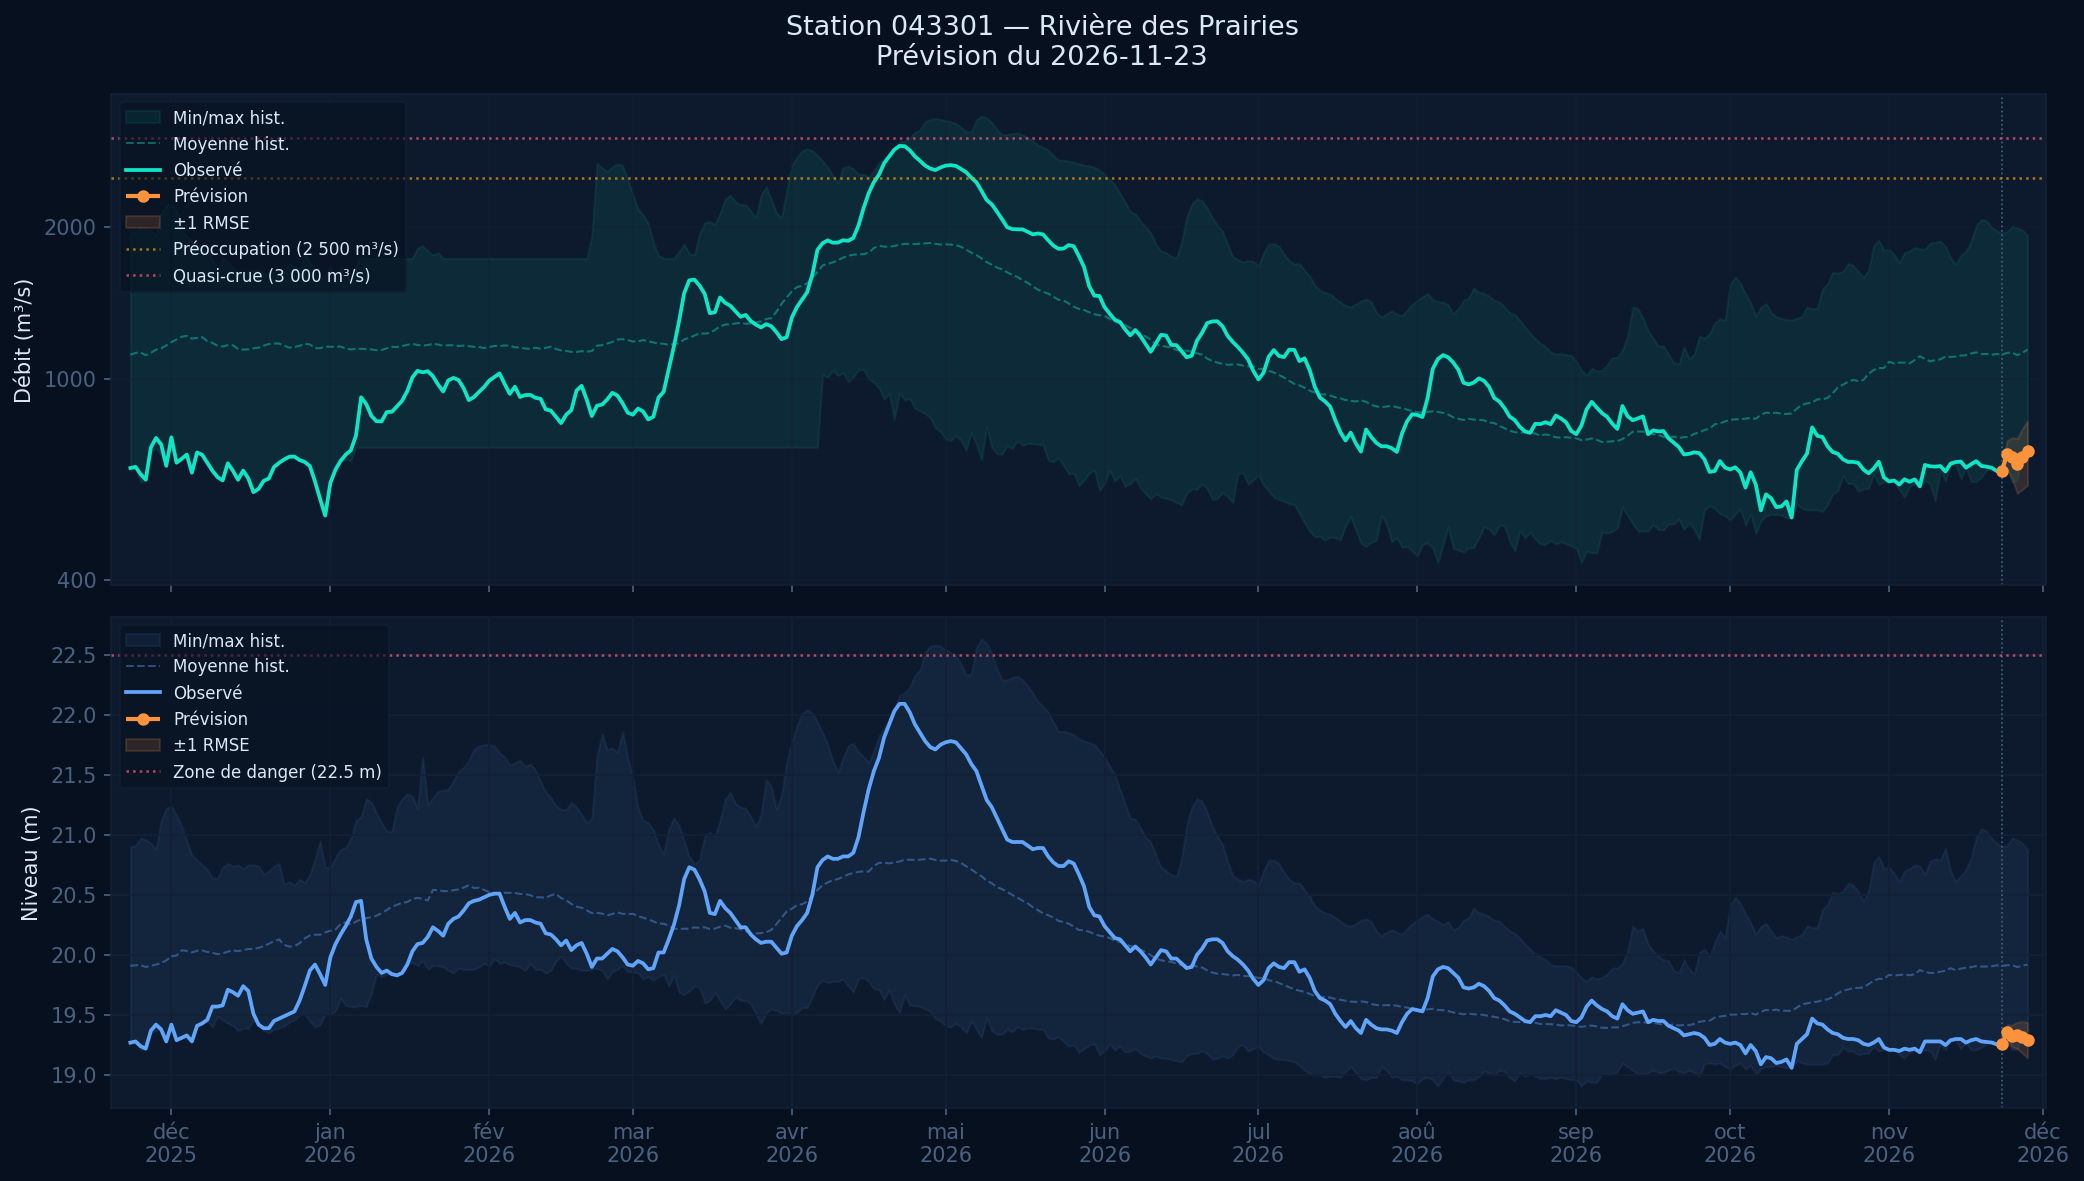 Station 043301 — Rivière des Prairies
Prévision du 2026-11-23
Débit (m³/s)
2000
1000
400
Min/max hist.
Moyenne hist.
Observé
Prévision
±1 RMSE
Préoccupation (2 500 m³/s)
Quasi-crue (3 000 m³/s)
Niveau (m)
22.5
22.0
21.5
21.0
20.5
20.0
19.5
19.0
Min/max hist.
Moyenne hist.
Observé
Prévision
±1 RMSE
Zone de danger (22.5 m)
déc jan fév mar avr mai jun jul aoû sep oct nov déc
2025 2026 2026 2026 2026 2026 2026 2026 2026 2026 2026 2026 2026